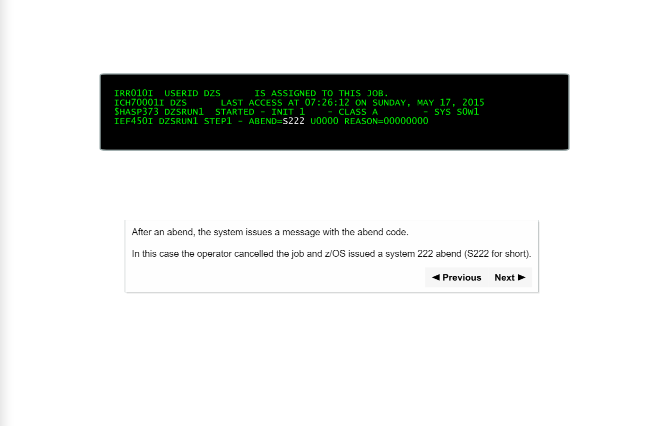 IRR010I  USERID DZS      IS ASSIGNED TO THIS JOB.
ICH70001I DZS      LAST ACCESS AT 07:26:12 ON SUNDAY, MAY 17, 2015
$HASP373 DZSRUN1  STARTED - INIT 1    - CLASS A        - SYS S0W1
IEF450I DZSRUN1 STEP1 - ABEND=S222 U0000 REASON=00000000
After an abend, the system issues a message with the abend code.
In this case the operator cancelled the job and z/OS issued a system 222 abend (S222 for short).
◀ Previous Next ▶